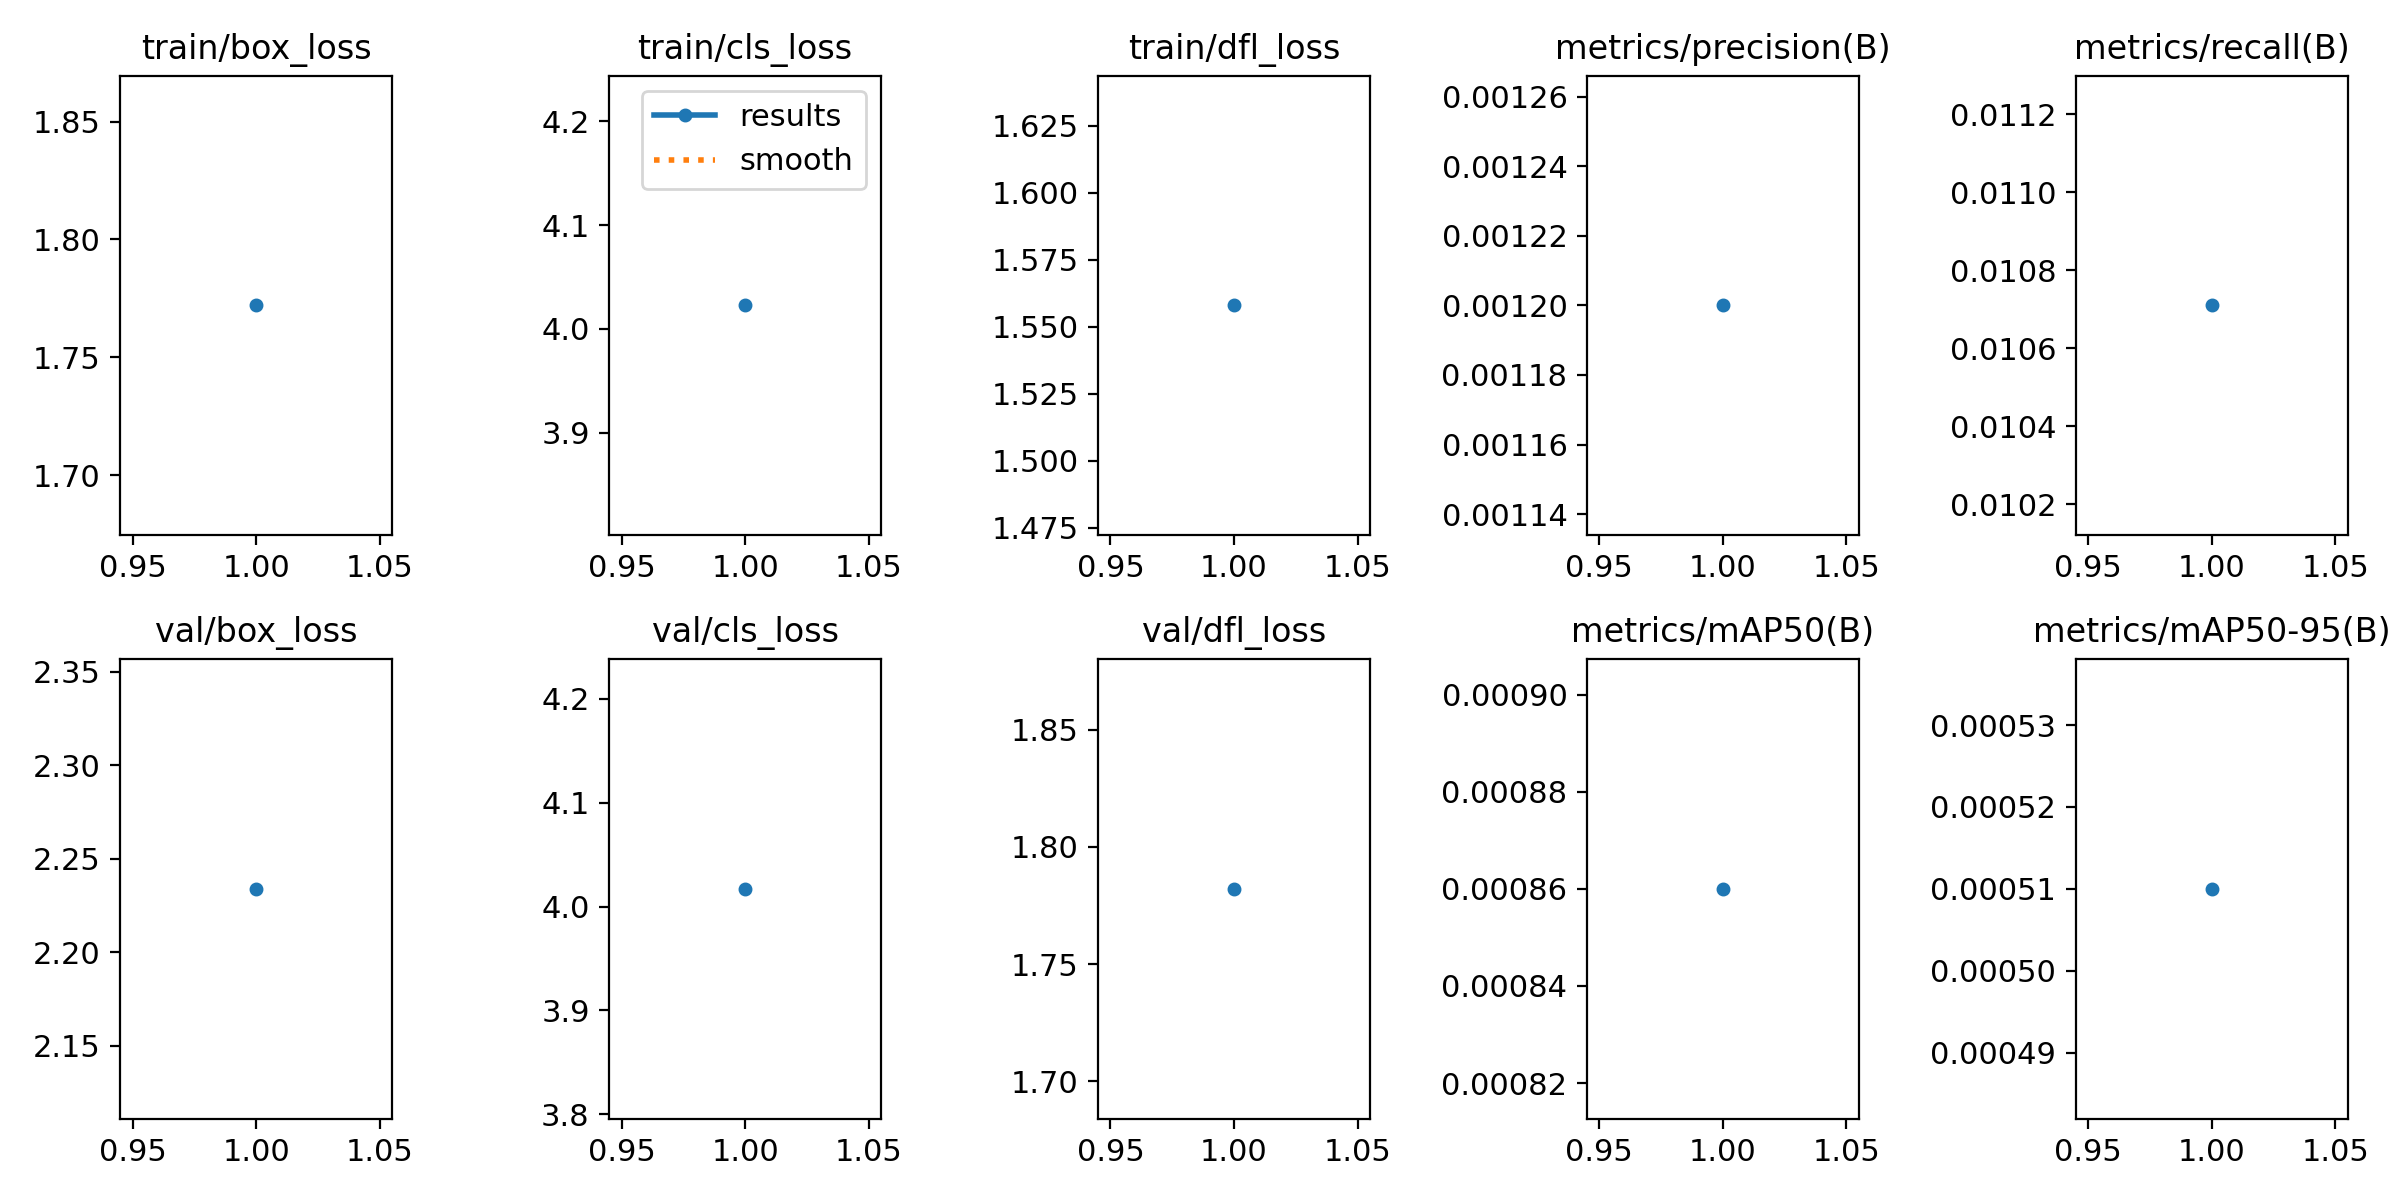 train/box_loss
1.85
1.80
1.75
1.70
0.95 1.00 1.05
train/cls_loss
results
smooth
4.2
4.1
4.0
3.9
0.95 1.00 1.05
train/dfl_loss
1.625
1.600
1.575
1.550
1.525
1.500
1.475
0.95 1.00 1.05
metrics/precision(B)
0.00126
0.00124
0.00122
0.00120
0.00118
0.00116
0.00114
0.95 1.00 1.05
metrics/recall(B)
0.0112
0.0110
0.0108
0.0106
0.0104
0.0102
0.95 1.00 1.05
val/box_loss
2.35
2.30
2.25
2.20
2.15
0.95 1.00 1.05
val/cls_loss
4.2
4.1
4.0
3.9
3.8
0.95 1.00 1.05
val/dfl_loss
1.85
1.80
1.75
1.70
0.95 1.00 1.05
metrics/mAP50(B)
0.00090
0.00088
0.00086
0.00084
0.00082
0.95 1.00 1.05
metrics/mAP50-95(B)
0.00053
0.00052
0.00051
0.00050
0.00049
0.95 1.00 1.05